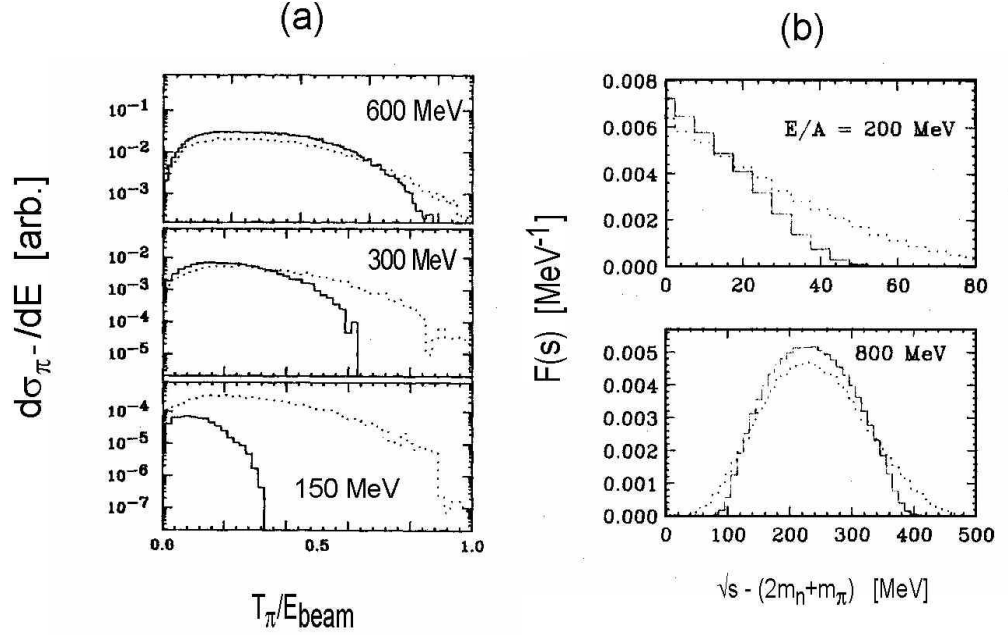 (a)
(b)
dσπ-/dE [arb.]
600 MeV
10⁻¹
10⁻²
10⁻³
300 MeV
10⁻²
10⁻³
10⁻⁴
10⁻⁵
150 MeV
10⁻⁴
10⁻⁵
10⁻⁶
10⁻⁷
0.0 0.5 1.0
Tπ/Ebeam
F(s) [MeV⁻¹]
E/A = 200 MeV
0.008
0.006
0.004
0.002
0.000
0 20 40 60 80
800 MeV
0.005
0.004
0.003
0.002
0.001
0.000
0 100 200 300 400 500
√s - (2mn+mπ) [MeV]